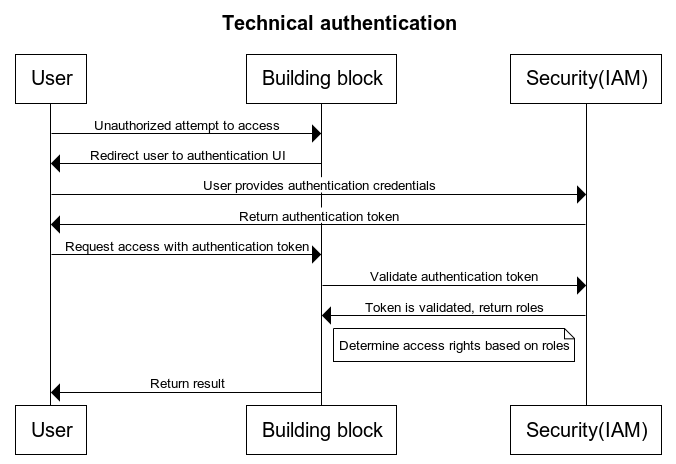 Technical authentication
User
Building block
Security(IAM)
Unauthorized attempt to access
Redirect user to authentication UI
User provides authentication credentials
Return authentication token
Request access with authentication token
Validate authentication token
Token is validated, return roles
Determine access rights based on roles
Return result
User
Building block
Security(IAM)